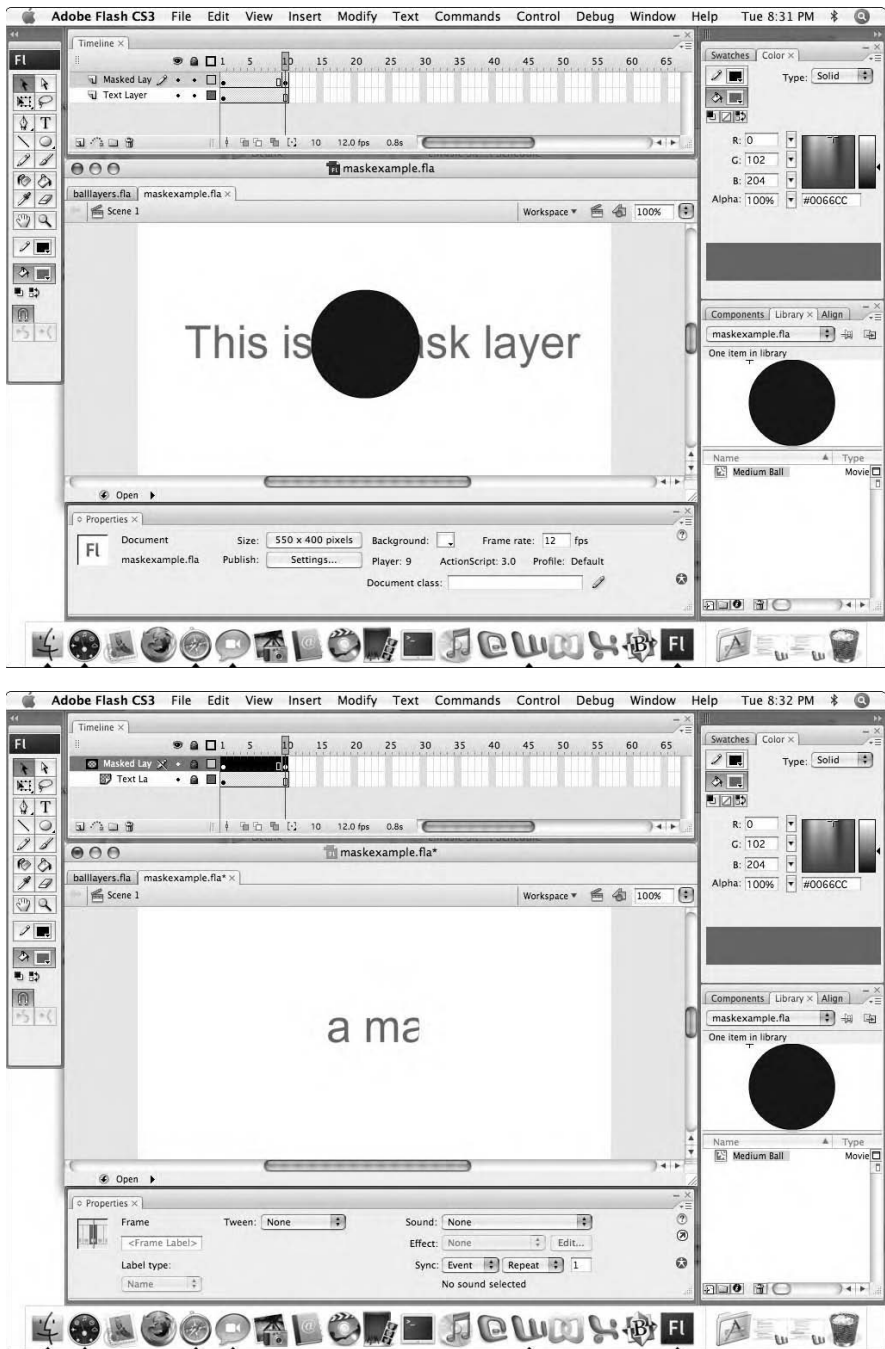 Adobe Flash CS3 File Edit View Insert Modify Text Commands Control Debug Window Help Tue 8:31 PM
Timeline ×
1 5 10 15 20 25 30 35 40 45 50 55 60 65
Masked Lay
Text Layer
10 12.0 fps 0.8s
maskexample.fla
balllayers.fla maskexample.fla ×
Scene 1 Workspace 100%
This is ask layer
Open
Properties ×
Fl
Document Size: 550 x 400 pixels Background: Frame rate: 12 fps
maskexample.fla Publish: Settings... Player: 9 ActionScript: 3.0 Profile: Default
Document class:
Fl
Swatches Color ×
Type: Solid
R: 0
G: 102
B: 204
Alpha: 100% #0066CC
Components Library × Align
maskexample.fla
One item in library
Name Type
Medium Ball Movie
Fl
Adobe Flash CS3 File Edit View Insert Modify Text Commands Control Debug Window Help Tue 8:32 PM
Timeline ×
1 5 10 15 20 25 30 35 40 45 50 55 60 65
Masked Lay
Text La
10 12.0 fps 0.8s
maskexample.fla*
balllayers.fla maskexample.fla* ×
Scene 1 Workspace 100%
a ma
Open
Properties ×
Frame Tween: None Sound: None
<Frame Label> Effect: None Edit...
Label type: Sync: Event Repeat 1
Name No sound selected
Fl
Swatches Color ×
Type: Solid
R: 0
G: 102
B: 204
Alpha: 100% #0066CC
Components Library × Align
maskexample.fla
One item in library
Name Type
Medium Ball Movie
Fl